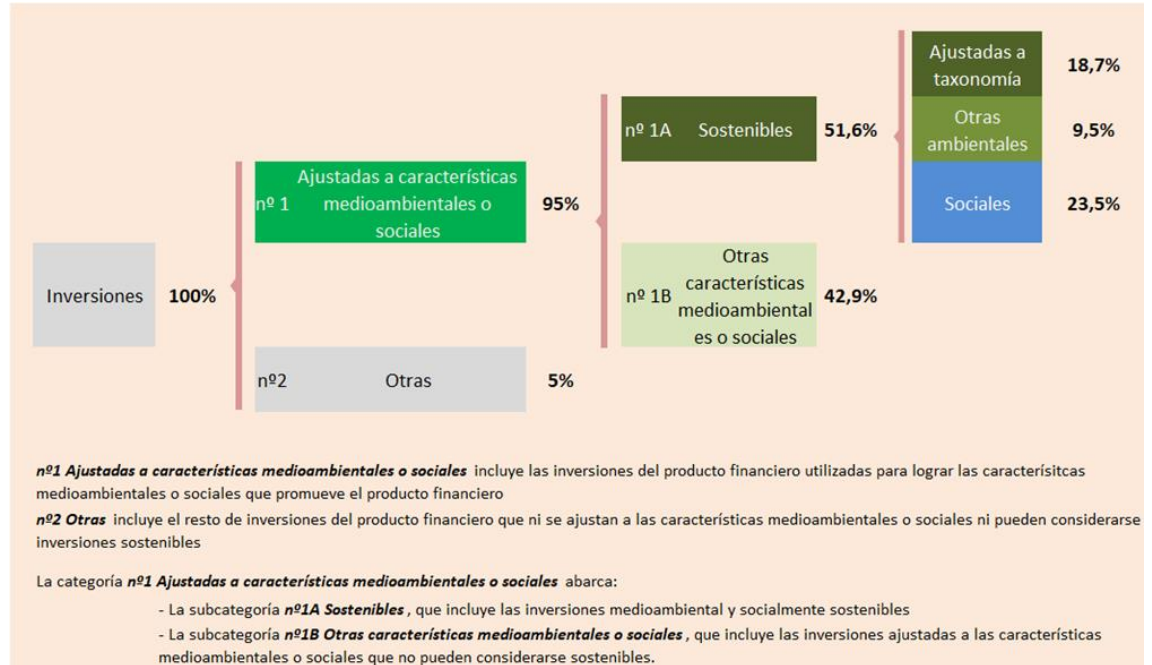 Ajustadas a
taxonomía
18,7%
Otras
ambientales
9,5%
Sociales
23,5%
nº 1A Sostenibles 51,6%
nº 1
Ajustadas a características
medioambientales o
sociales
95%
nº 1B
Otras
características
medioambiental
es o sociales
42,9%
Inversiones 100%
nº2 Otras 5%
nº1 Ajustadas a características medioambientales o sociales incluye las inversiones del producto financiero utilizadas para lograr las caracterísitcas
medioambientales o sociales que promueve el producto financiero
nº2 Otras incluye el resto de inversiones del producto financiero que ni se ajustan a las características medioambientales o sociales ni pueden considerarse
inversiones sostenibles
La categoría nº1 Ajustadas a características medioambientales o sociales abarca:
- La subcategoría nº1A Sostenibles, que incluye las inversiones medioambiental y socialmente sostenibles
- La subcategoría nº1B Otras características medioambientales o sociales, que incluye las inversiones ajustadas a las características
medioambientales o sociales que no pueden considerarse sostenibles.